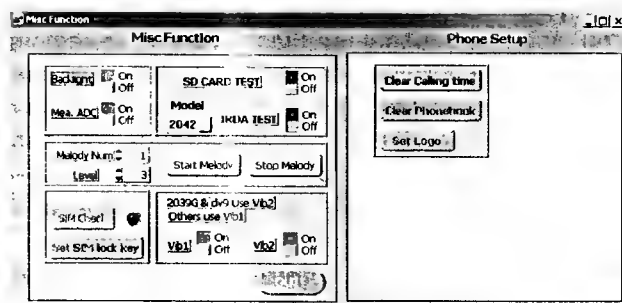 Misc Function
Misc Function
Phone Setup
Backlight
On
Off
SD CARD TEST
On
Off
Mea. ADC
On
Off
Model
2042
IRDA TEST
On
Off
Melody Num
1
Level
3
Start Melody
Stop Melody
SIM Check
Set SIM lock key
2039G & dv9 Use Vib2
Others use Vib1
Vib1
On
Off
Vib2
On
Off
Clear Calling time
Clear Phonebook
Set Logo